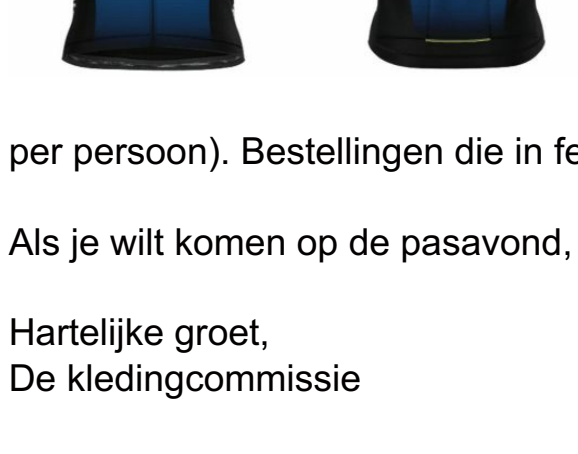 per persoon). Bestellingen die in fe
Als je wilt komen op de pasavond,
Hartelijke groet,
De kledingcommissie